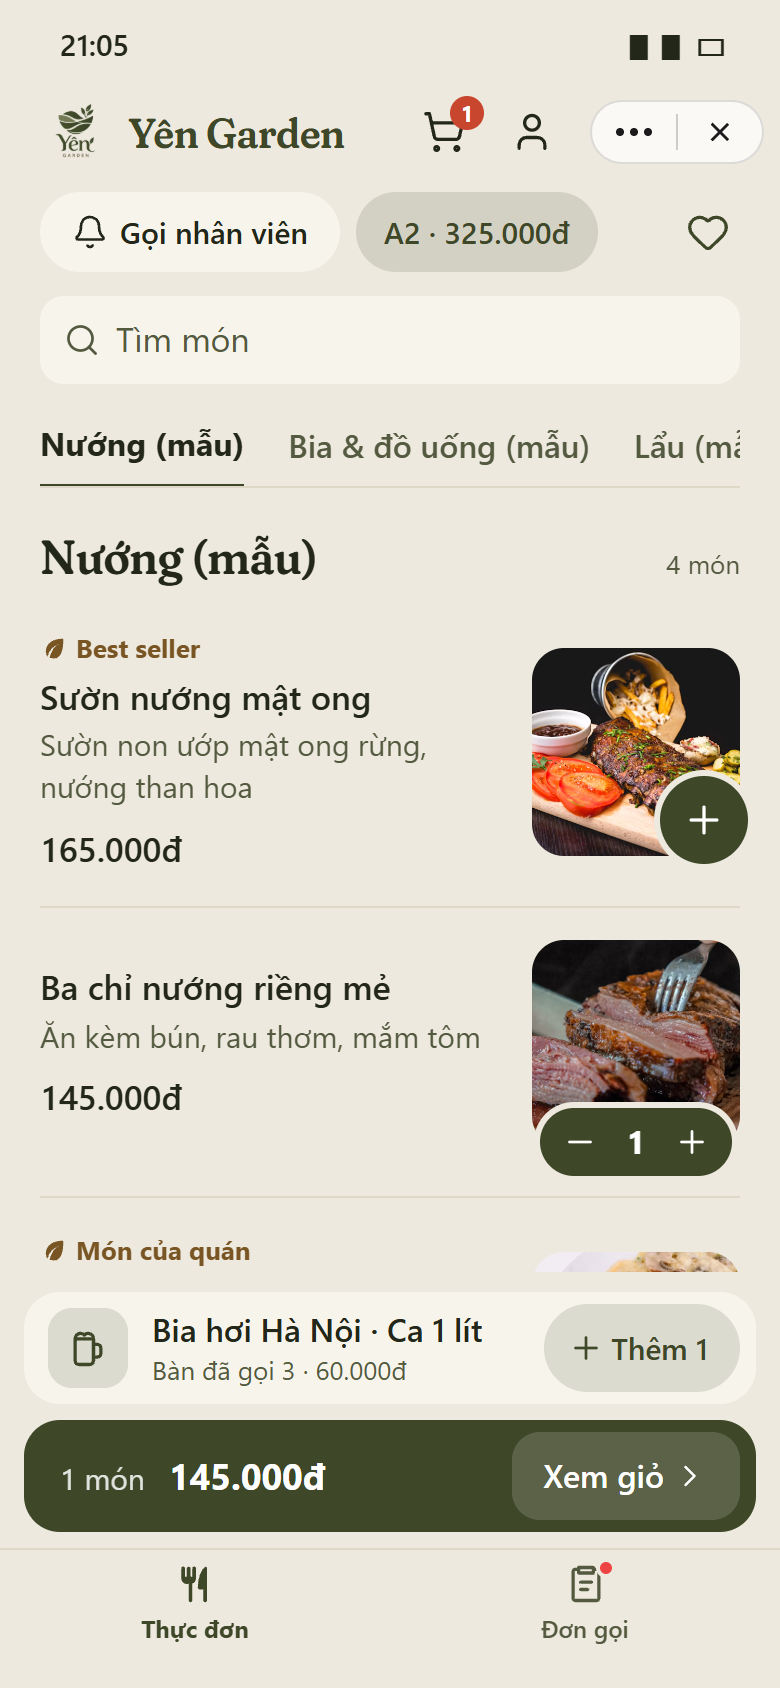 21:05
Yên
GARDEN
Yên Garden
1
Gọi nhân viên
A2 · 325.000đ
Tìm món
Nướng (mẫu)
Bia & đồ uống (mẫu)
Lẩu (mẫ
Nướng (mẫu)
4 món
Best seller
Sườn nướng mật ong
Sườn non ướp mật ong rừng,
nướng than hoa
165.000đ
Ba chỉ nướng riềng mẻ
Ăn kèm bún, rau thơm, mắm tôm
145.000đ
1
Món của quán
Bia hơi Hà Nội · Ca 1 lít
Bàn đã gọi 3 · 60.000đ
Thêm 1
1 món 145.000đ
Xem giỏ
Thực đơn
Đơn gọi